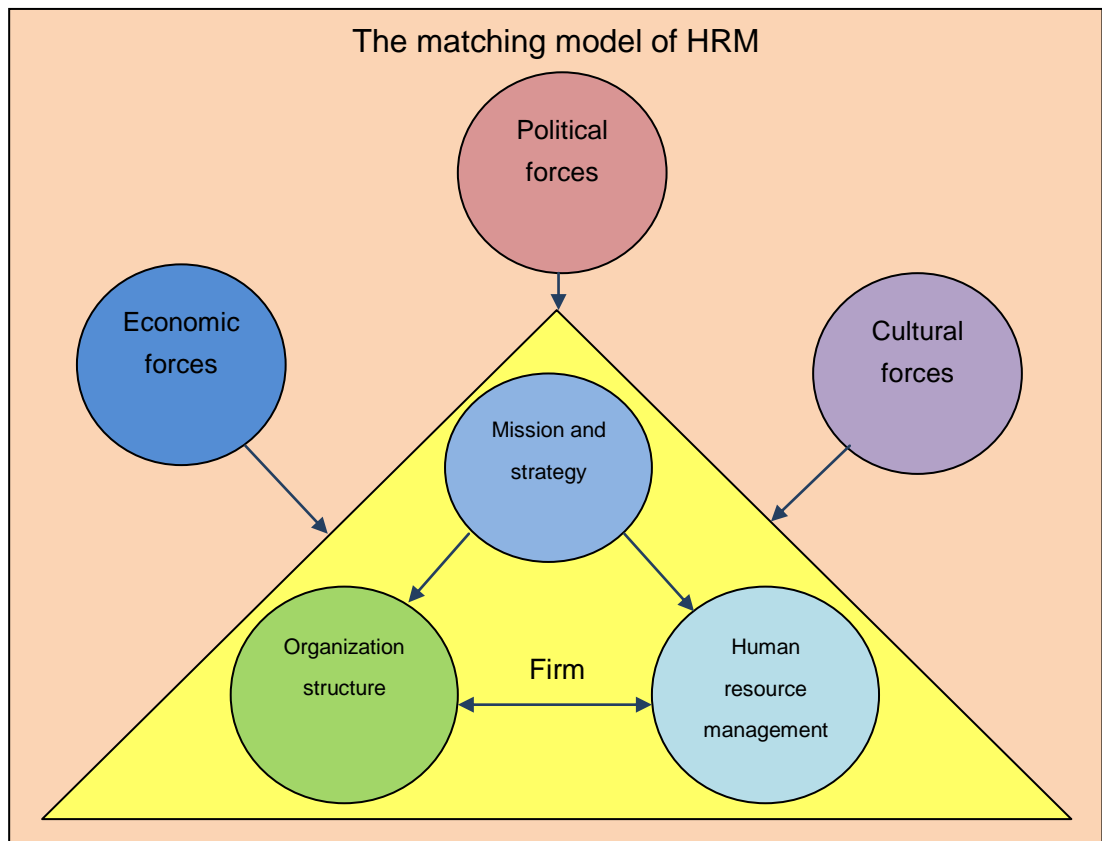 The matching model of HRM
Political
forces
Economic
forces
Cultural
forces
Mission and
strategy
Organization
structure
Firm
Human
resource
management